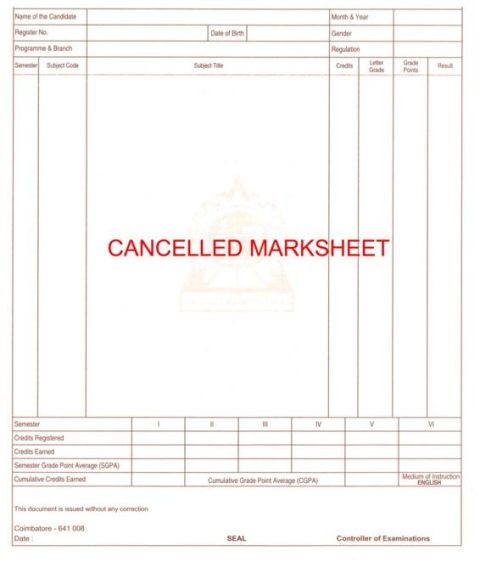 Name of the Candidate Month & Year
Register No. Date of Birth Gender
Programme & Branch Regulation
Semester Subject Code Subject Title Credits Letter Grade Grade Points Result
CANCELLED MARKSHEET
Semester I II III IV V VI
Credits Registered
Credits Earned
Semester Grade Point Average (SGPA)
Cumulative Credits Earned Cumulative Grade Point Average (CGPA) Medium of Instruction
ENGLISH
This document is issued without any correction
Coimbatore - 641 008
Date : SEAL Controller of Examinations